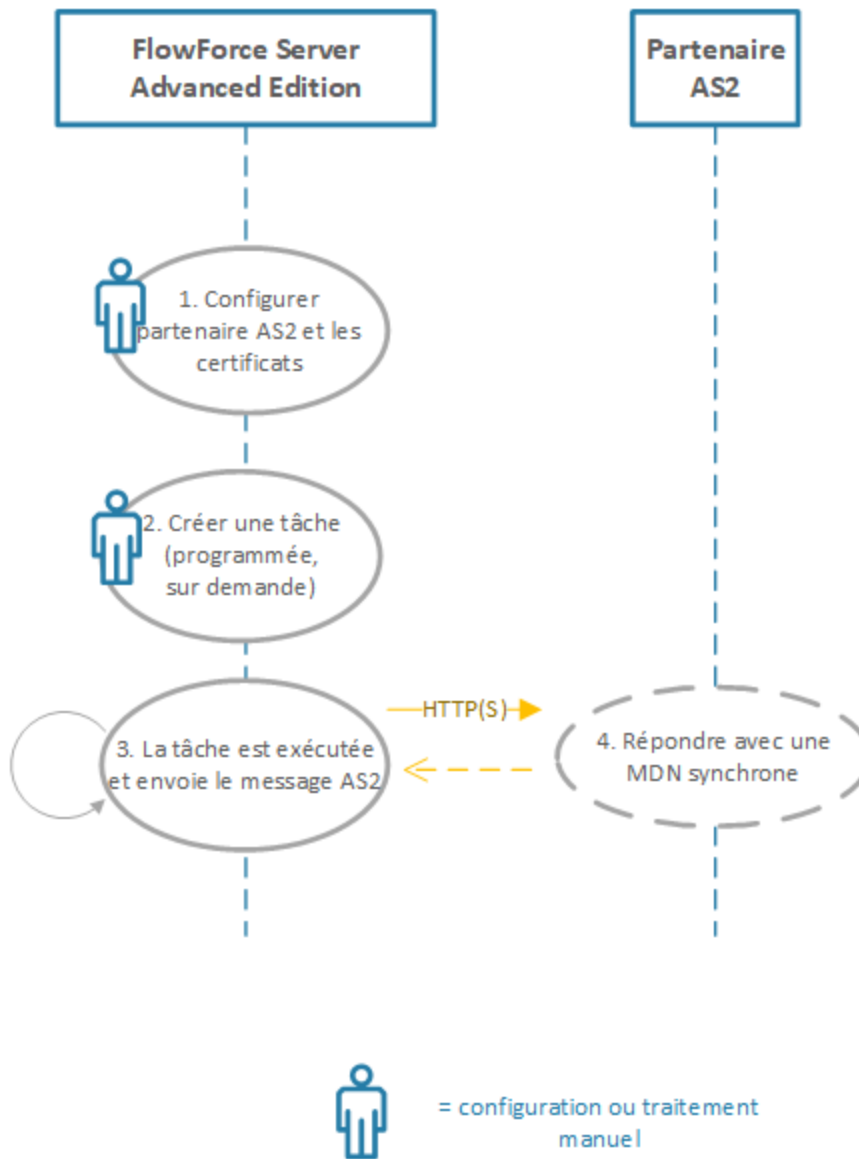 FlowForce Server
Advanced Edition
Partenaire
AS2
1. Configurer
partenaire AS2 et les
certificats
2. Créer une tâche
(programmée,
sur demande)
3. La tâche est exécutée
et envoie le message AS2
HTTP(S)
4. Répondre avec une
MDN synchrone
= configuration ou traitement
manuel